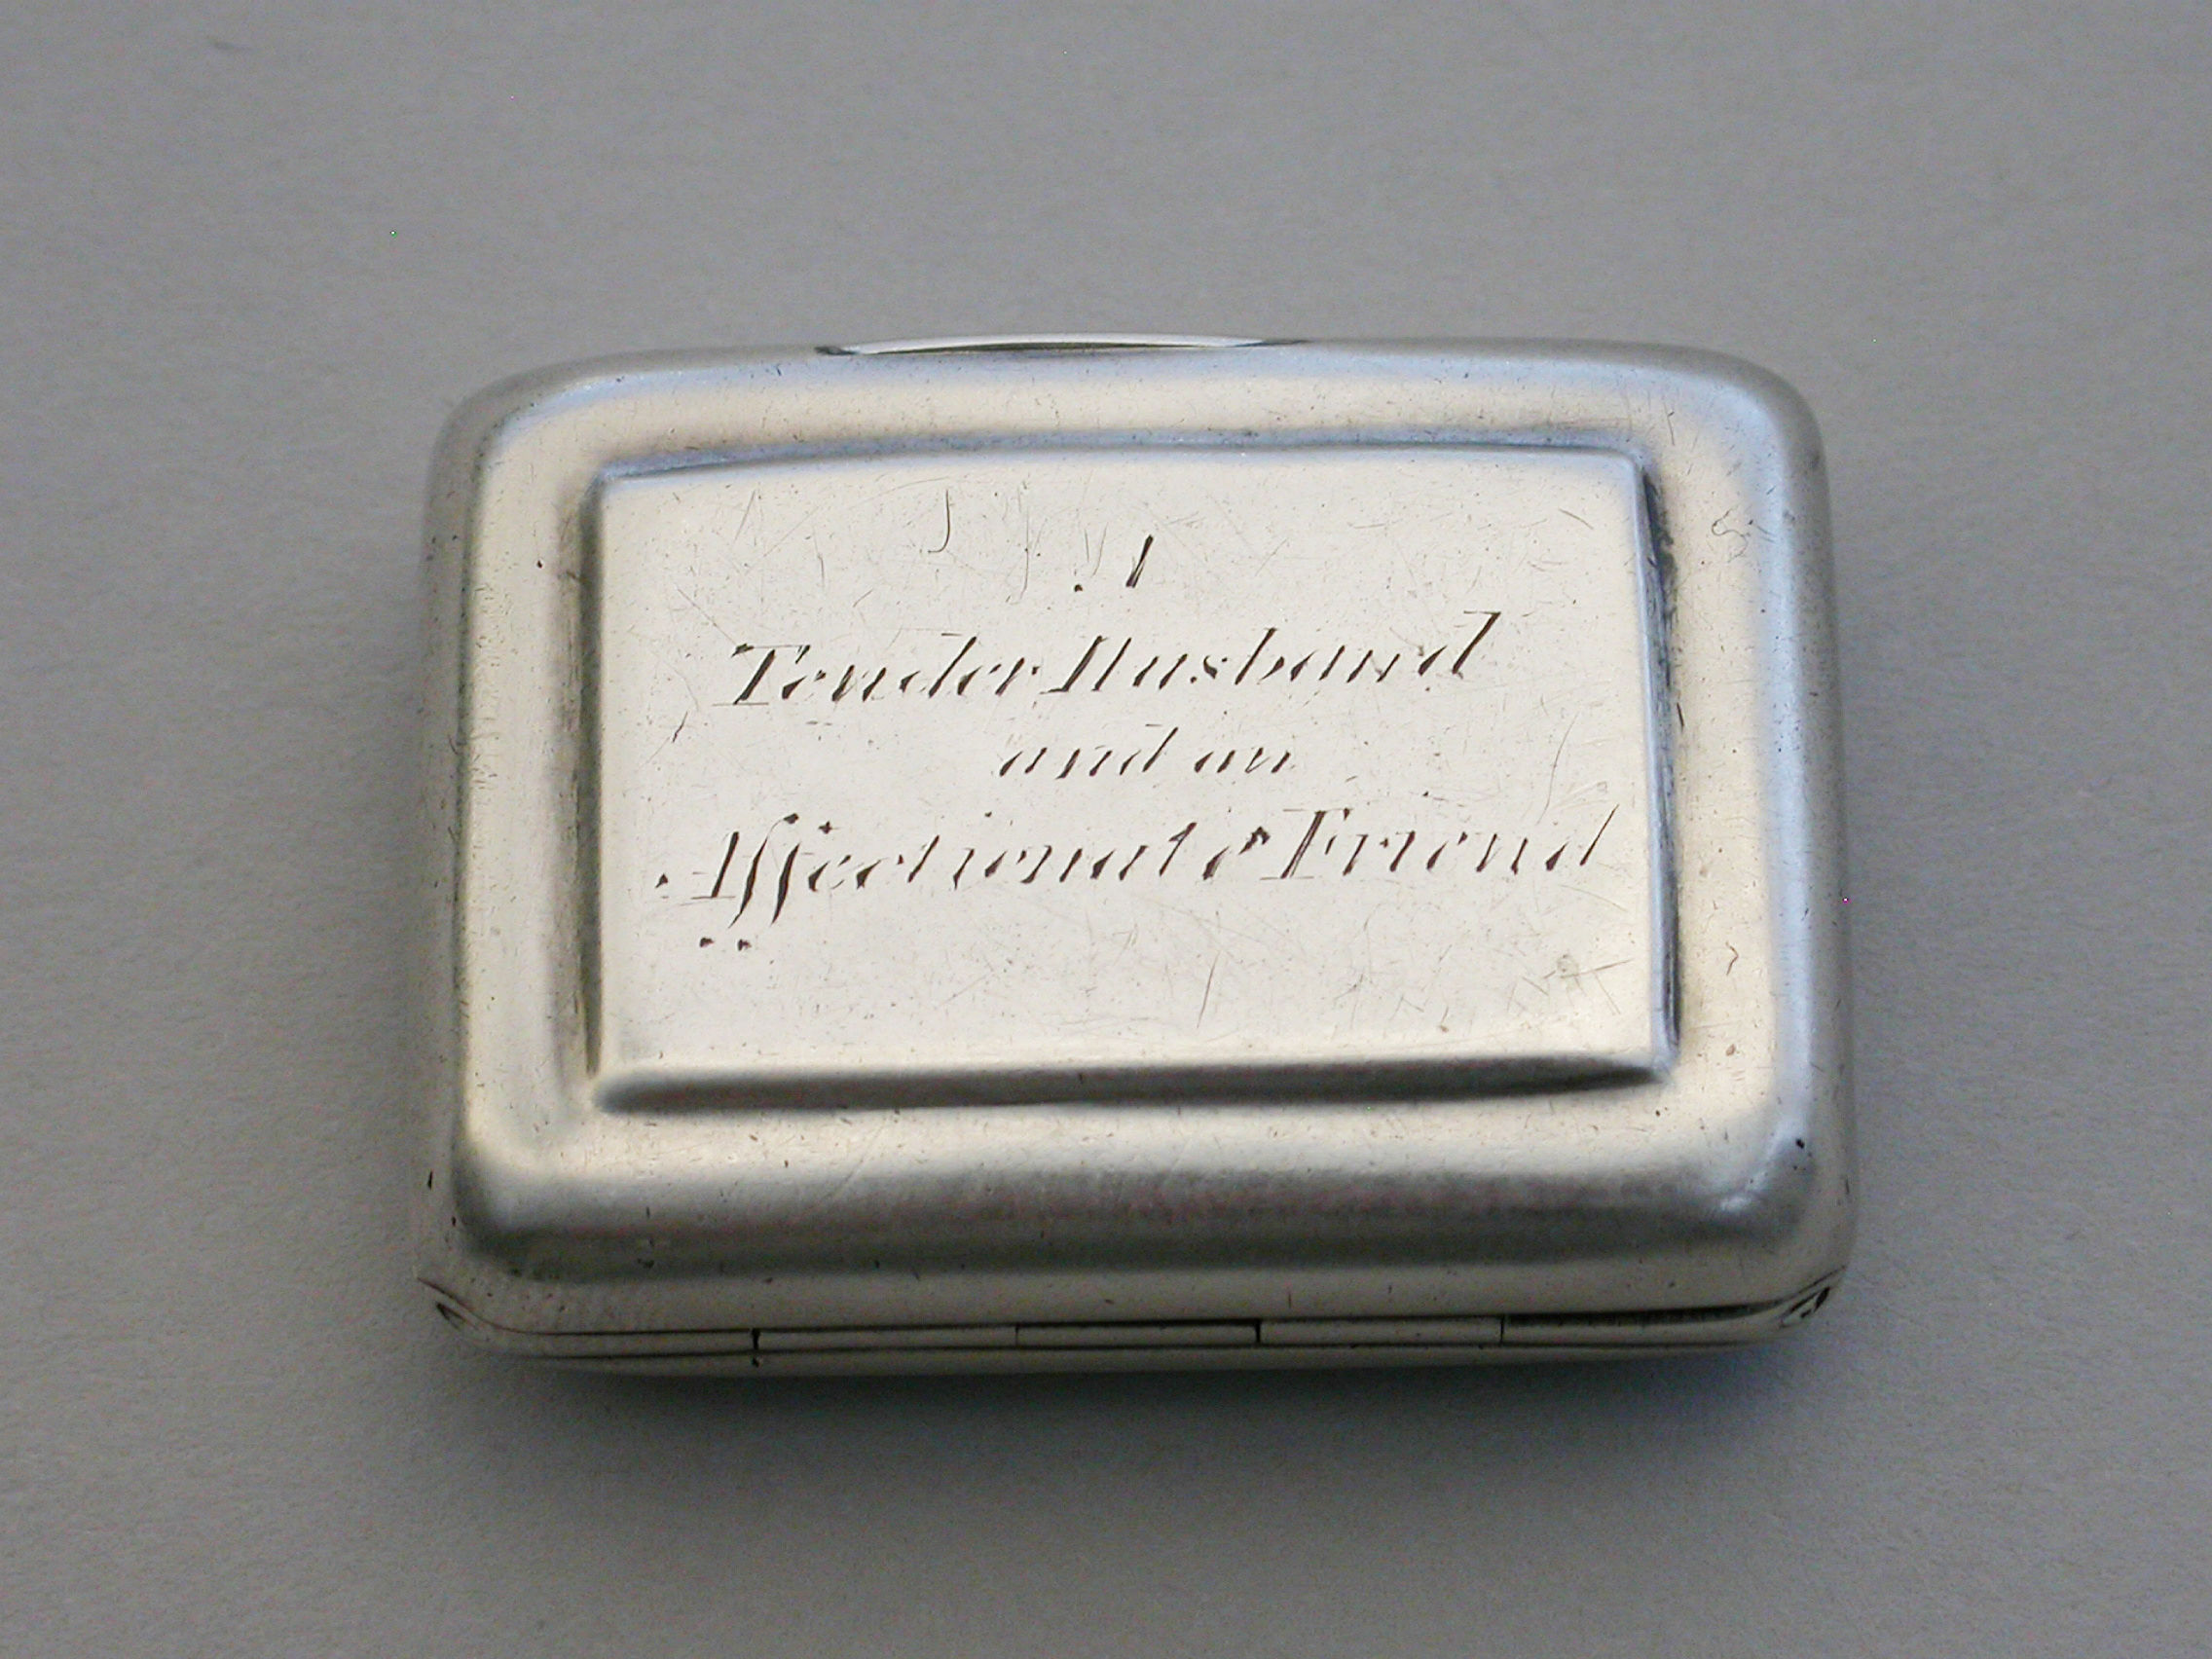 A
Tender Husband
and an
Affectionate Friend